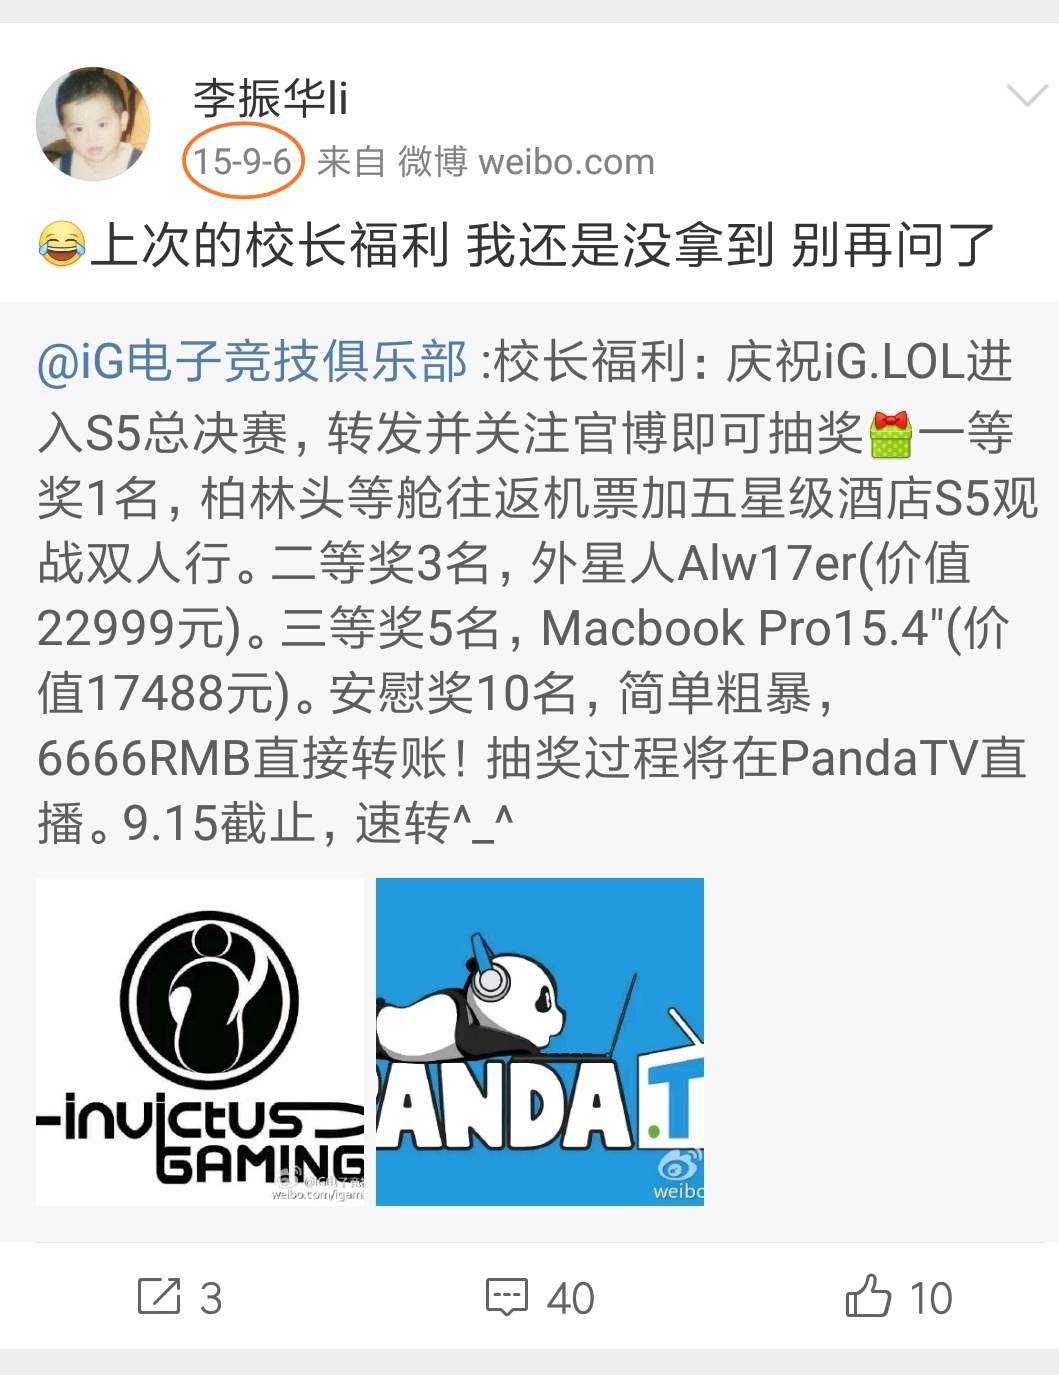 李振华li
15-9-6 来自 微博 weibo.com
😂上次的校长福利 我还是没拿到 别再问了
@iG电子竞技俱乐部 :校长福利：庆祝iG.LOL进
入S5总决赛，转发并关注官博即可抽奖🎁一等
奖1名，柏林头等舱往返机票加五星级酒店S5观
战双人行。二等奖3名，外星人Alw17er(价值
22999元)。三等奖5名，Macbook Pro15.4"(价
值17488元)。安慰奖10名，简单粗暴，
6666RMB直接转账！抽奖过程将在PandaTV直
播。9.15截止，速转^_^
invictus
GAMING
weibo.com/igam
PANDA.T
weibo
3
40
10